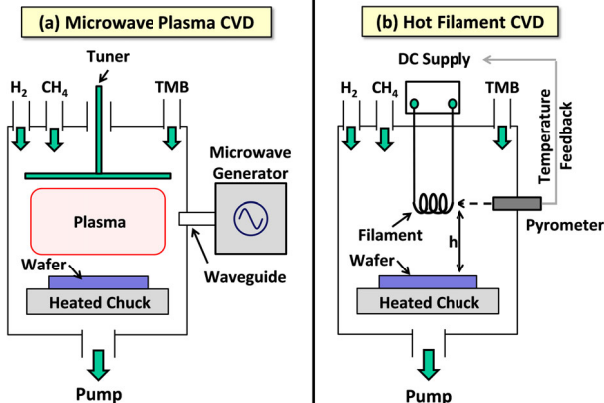 (a) Microwave Plasma CVD
Tuner
H2
CH4
TMB
Microwave
Generator
Plasma
Waveguide
Wafer
Heated Chuck
Pump
(b) Hot Filament CVD
DC Supply
H2
CH4
TMB
Temperature
Feedback
Pyrometer
Filament
h
Wafer
Heated Chuck
Pump